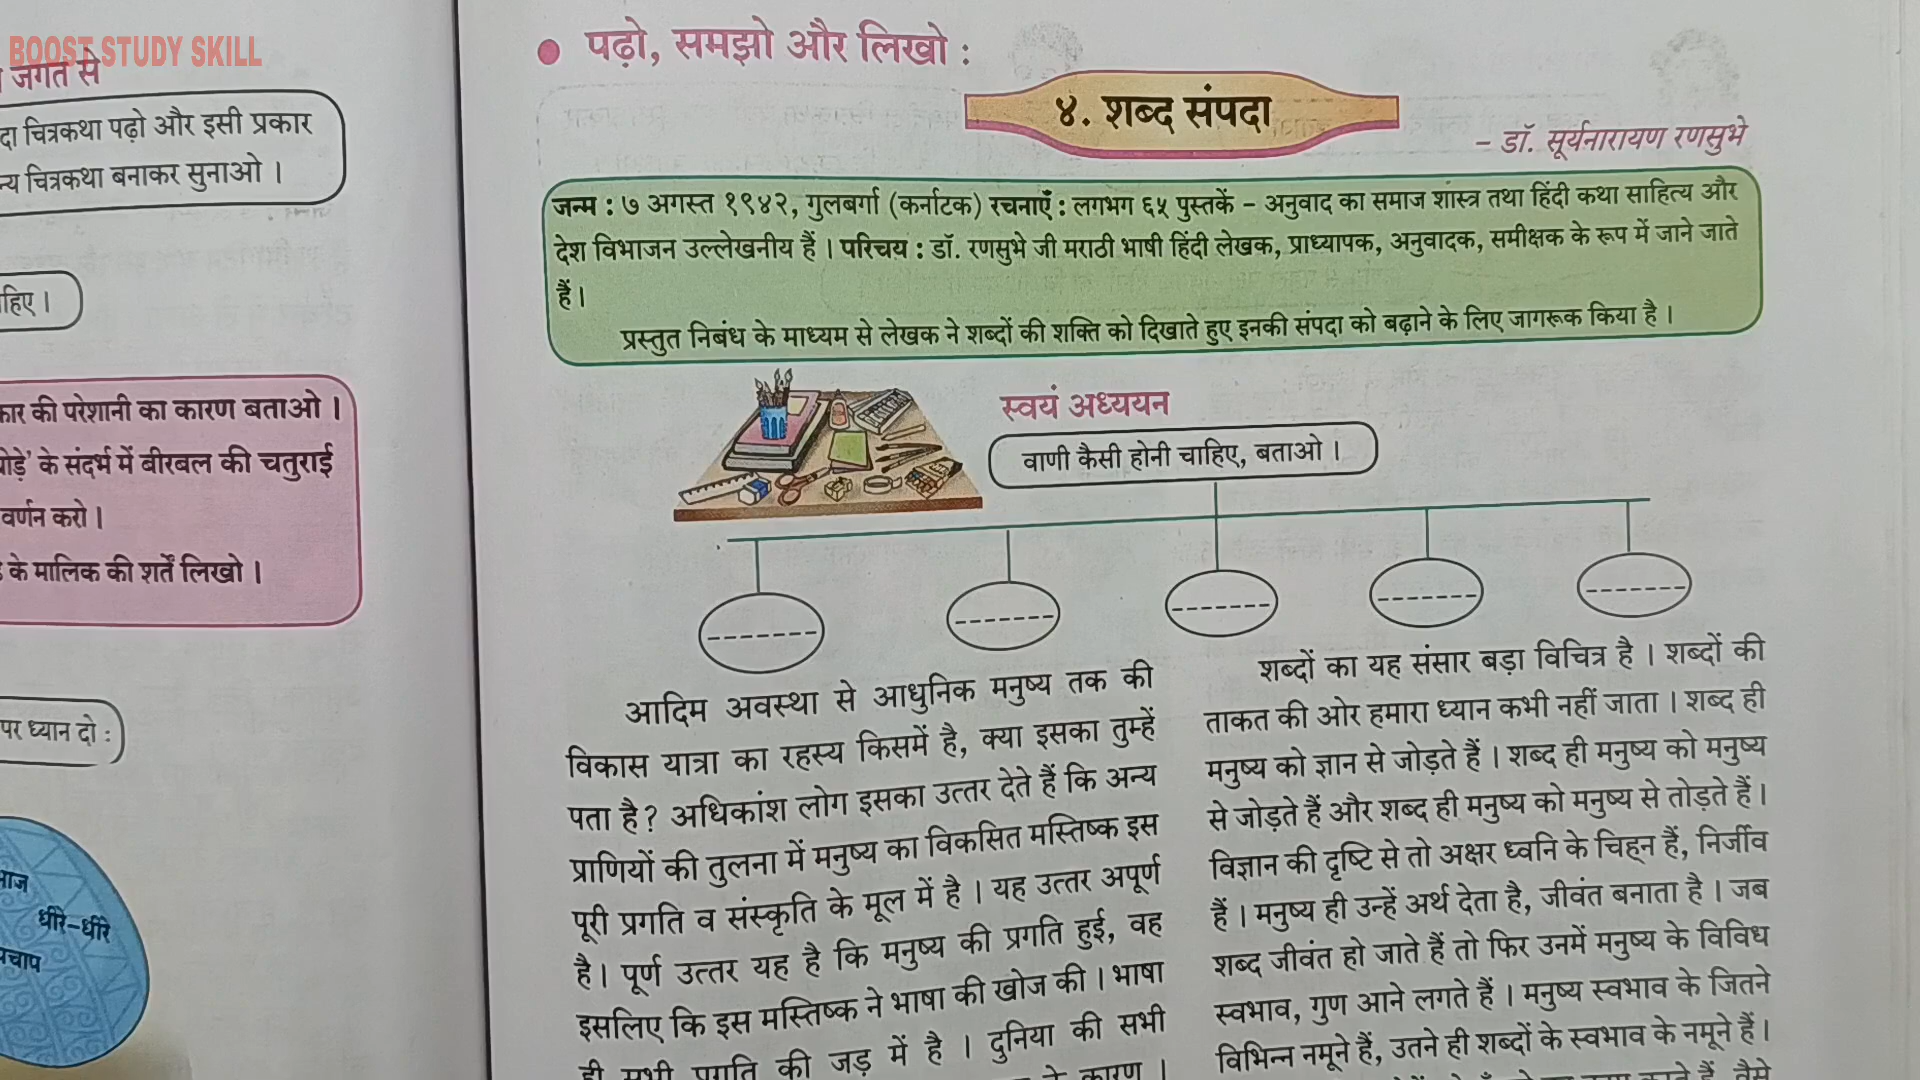 BOOST STUDY SKILL
जगत से
चित्रकथा पढ़ो और इसी प्रकार
चित्रकथा बनाकर सुनाओ ।
की परेशानी का कारण बताओ ।
के संदर्भ में बीरबल की चतुराई
वर्णन करो ।
के मालिक की शर्तें लिखो ।
पर ध्यान दो :
धीरे-धीरे
● पढ़ो, समझो और लिखो :
४. शब्द संपदा
- डॉ. सूर्यनारायण रणसुभे
जन्म : ७ अगस्त १९४२, गुलबर्गा (कर्नाटक) रचनाएँ : लगभग ६५ पुस्तकें - अनुवाद का समाज शास्त्र तथा हिंदी कथा साहित्य और
देश विभाजन उल्लेखनीय हैं । परिचय : डॉ. रणसुभे जी मराठी भाषी हिंदी लेखक, प्राध्यापक, अनुवादक, समीक्षक के रूप में जाने जाते
हैं ।
प्रस्तुत निबंध के माध्यम से लेखक ने शब्दों की शक्ति को दिखाते हुए इनकी संपदा को बढ़ाने के लिए जागरूक किया है ।
स्वयं अध्ययन
वाणी कैसी होनी चाहिए, बताओ ।
आदिम अवस्था से आधुनिक मनुष्य तक की
विकास यात्रा का रहस्य किसमें है, क्या इसका तुम्हें
पता है ? अधिकांश लोग इसका उत्तर देते हैं कि अन्य
प्राणियों की तुलना में मनुष्य का विकसित मस्तिष्क इस
पूरी प्रगति व संस्कृति के मूल में है । यह उत्तर अपूर्ण
है । पूर्ण उत्तर यह है कि मनुष्य की प्रगति हुई, वह
इसलिए कि इस मस्तिष्क ने भाषा की खोज की । भाषा
ही सभी प्रगति की जड़ में है । दुनिया की सभी
के कारण ।
शब्दों का यह संसार बड़ा विचित्र है । शब्दों की
ताकत की ओर हमारा ध्यान कभी नहीं जाता । शब्द ही
मनुष्य को ज्ञान से जोड़ते हैं । शब्द ही मनुष्य को मनुष्य
से जोड़ते हैं और शब्द ही मनुष्य को मनुष्य से तोड़ते हैं ।
विज्ञान की दृष्टि से तो अक्षर ध्वनि के चिह्न हैं, निर्जीव
हैं । मनुष्य ही उन्हें अर्थ देता है, जीवंत बनाता है । जब
शब्द जीवंत हो जाते हैं तो फिर उनमें मनुष्य के विविध
स्वभाव, गुण आने लगते हैं । मनुष्य स्वभाव के जितने
विभिन्न नमूने हैं, उतने ही शब्दों के स्वभाव के नमूने हैं ।